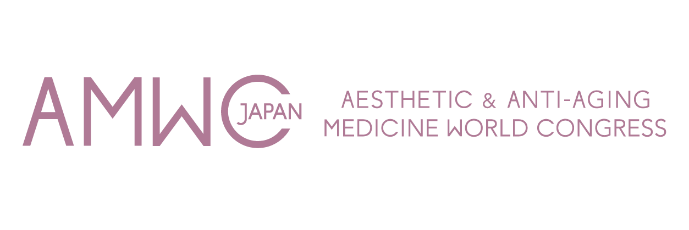 AMWC JAPAN
AESTHETIC & ANTI-AGING
MEDICINE WORLD CONGRESS